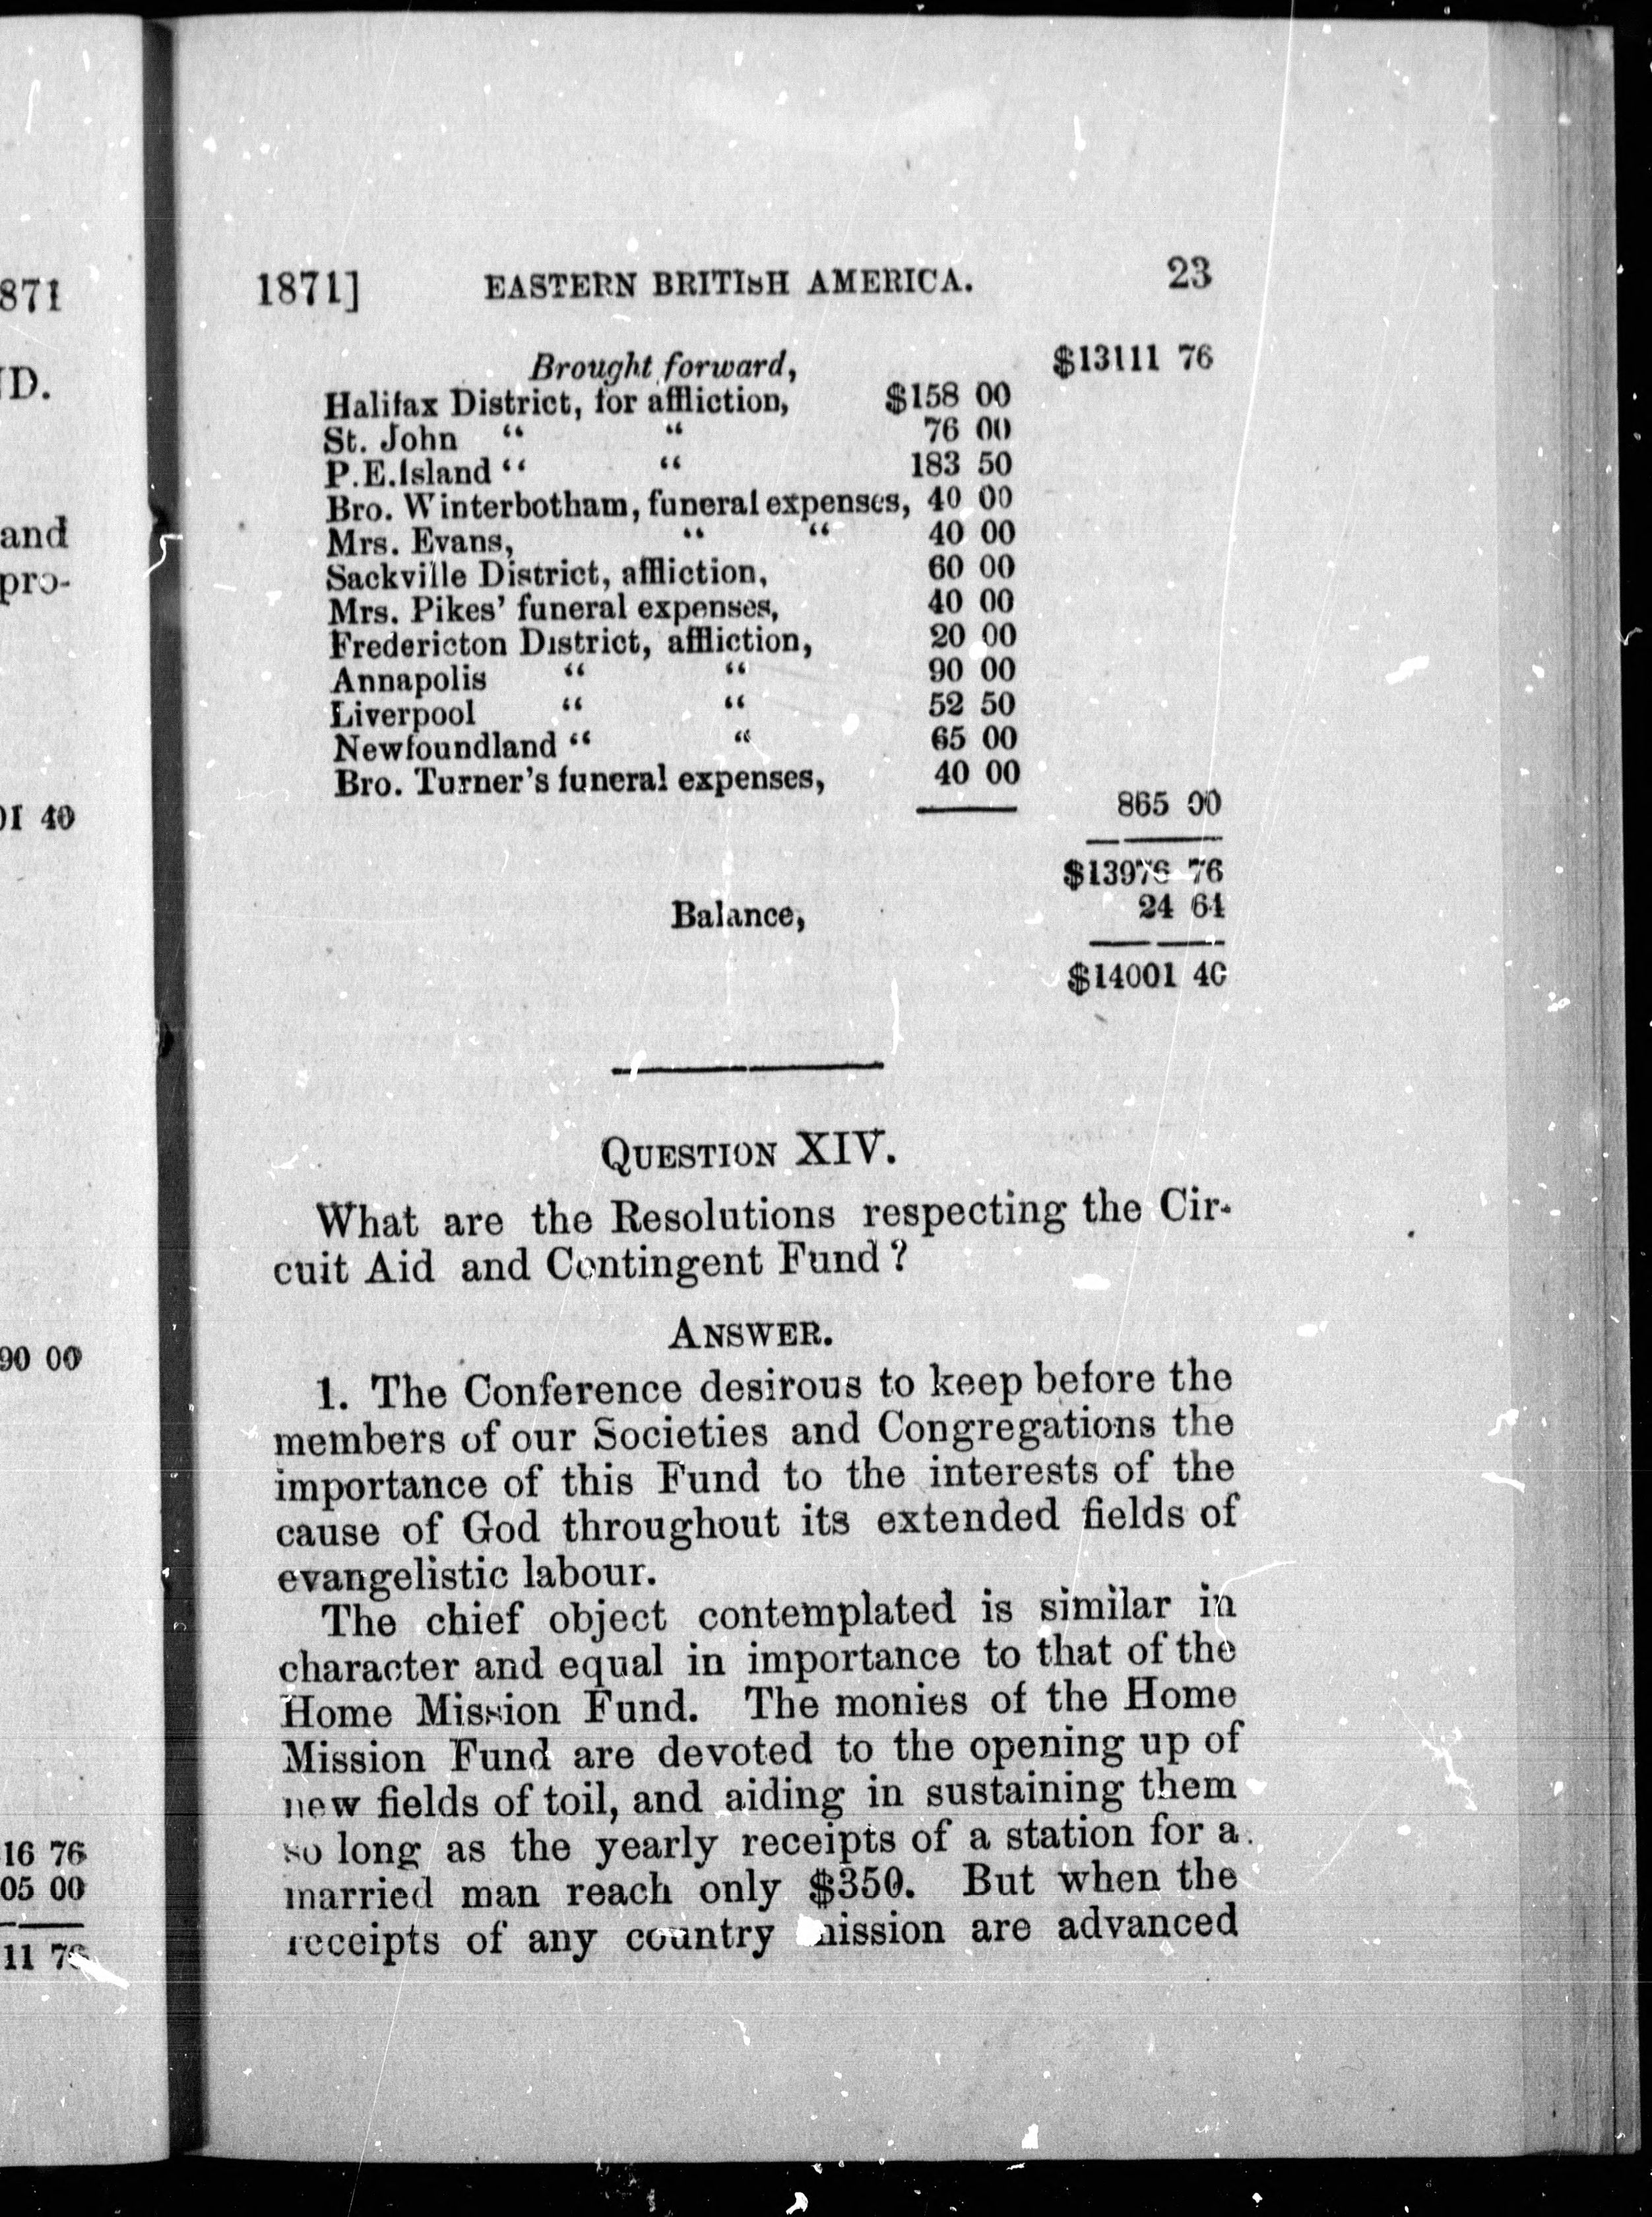 871
D.
and
pro-
01 40
90 00
16 76
05 00
11 76
1871] EASTERN BRITISH AMERICA. 23
Brought forward, $13111 76
Halifax District, for affliction, $158 00
St. John “ “ 76 00
P.E.Island “ “ 183 50
Bro. Winterbotham, funeral expenses, 40 00
Mrs. Evans, “ “ 40 00
Sackville District, affliction, 60 00
Mrs. Pikes’ funeral expenses, 40 00
Fredericton District, affliction, 20 00
Annapolis “ “ 90 00
Liverpool “ “ 52 50
Newfoundland “ “ 65 00
Bro. Turner’s funeral expenses, 40 00
865 00
$13976 76
Balance, 24 64
$14001 40
QUESTION XIV.
What are the Resolutions respecting the Cir-
cuit Aid and Contingent Fund?
ANSWER.
1. The Conference desirous to keep before the
members of our Societies and Congregations the
importance of this Fund to the interests of the
cause of God throughout its extended fields of
evangelistic labour.
The chief object contemplated is similar in
character and equal in importance to that of the
Home Mission Fund. The monies of the Home
Mission Fund are devoted to the opening up of
new fields of toil, and aiding in sustaining them
so long as the yearly receipts of a station for a
married man reach only $350. But when the
receipts of any country mission are advanced